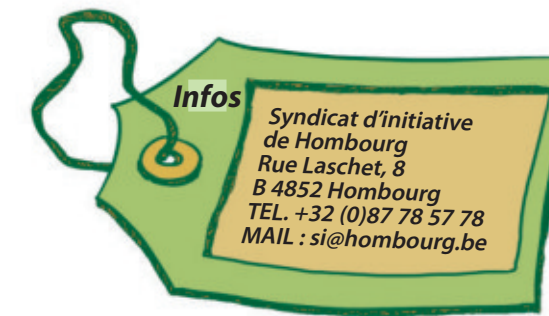 Infos
Syndicat d'initiative
de Hombourg
Rue Laschet, 8
B 4852 Hombourg
TEL. +32 (0)87 78 57 78
MAIL : si@hombourg.be